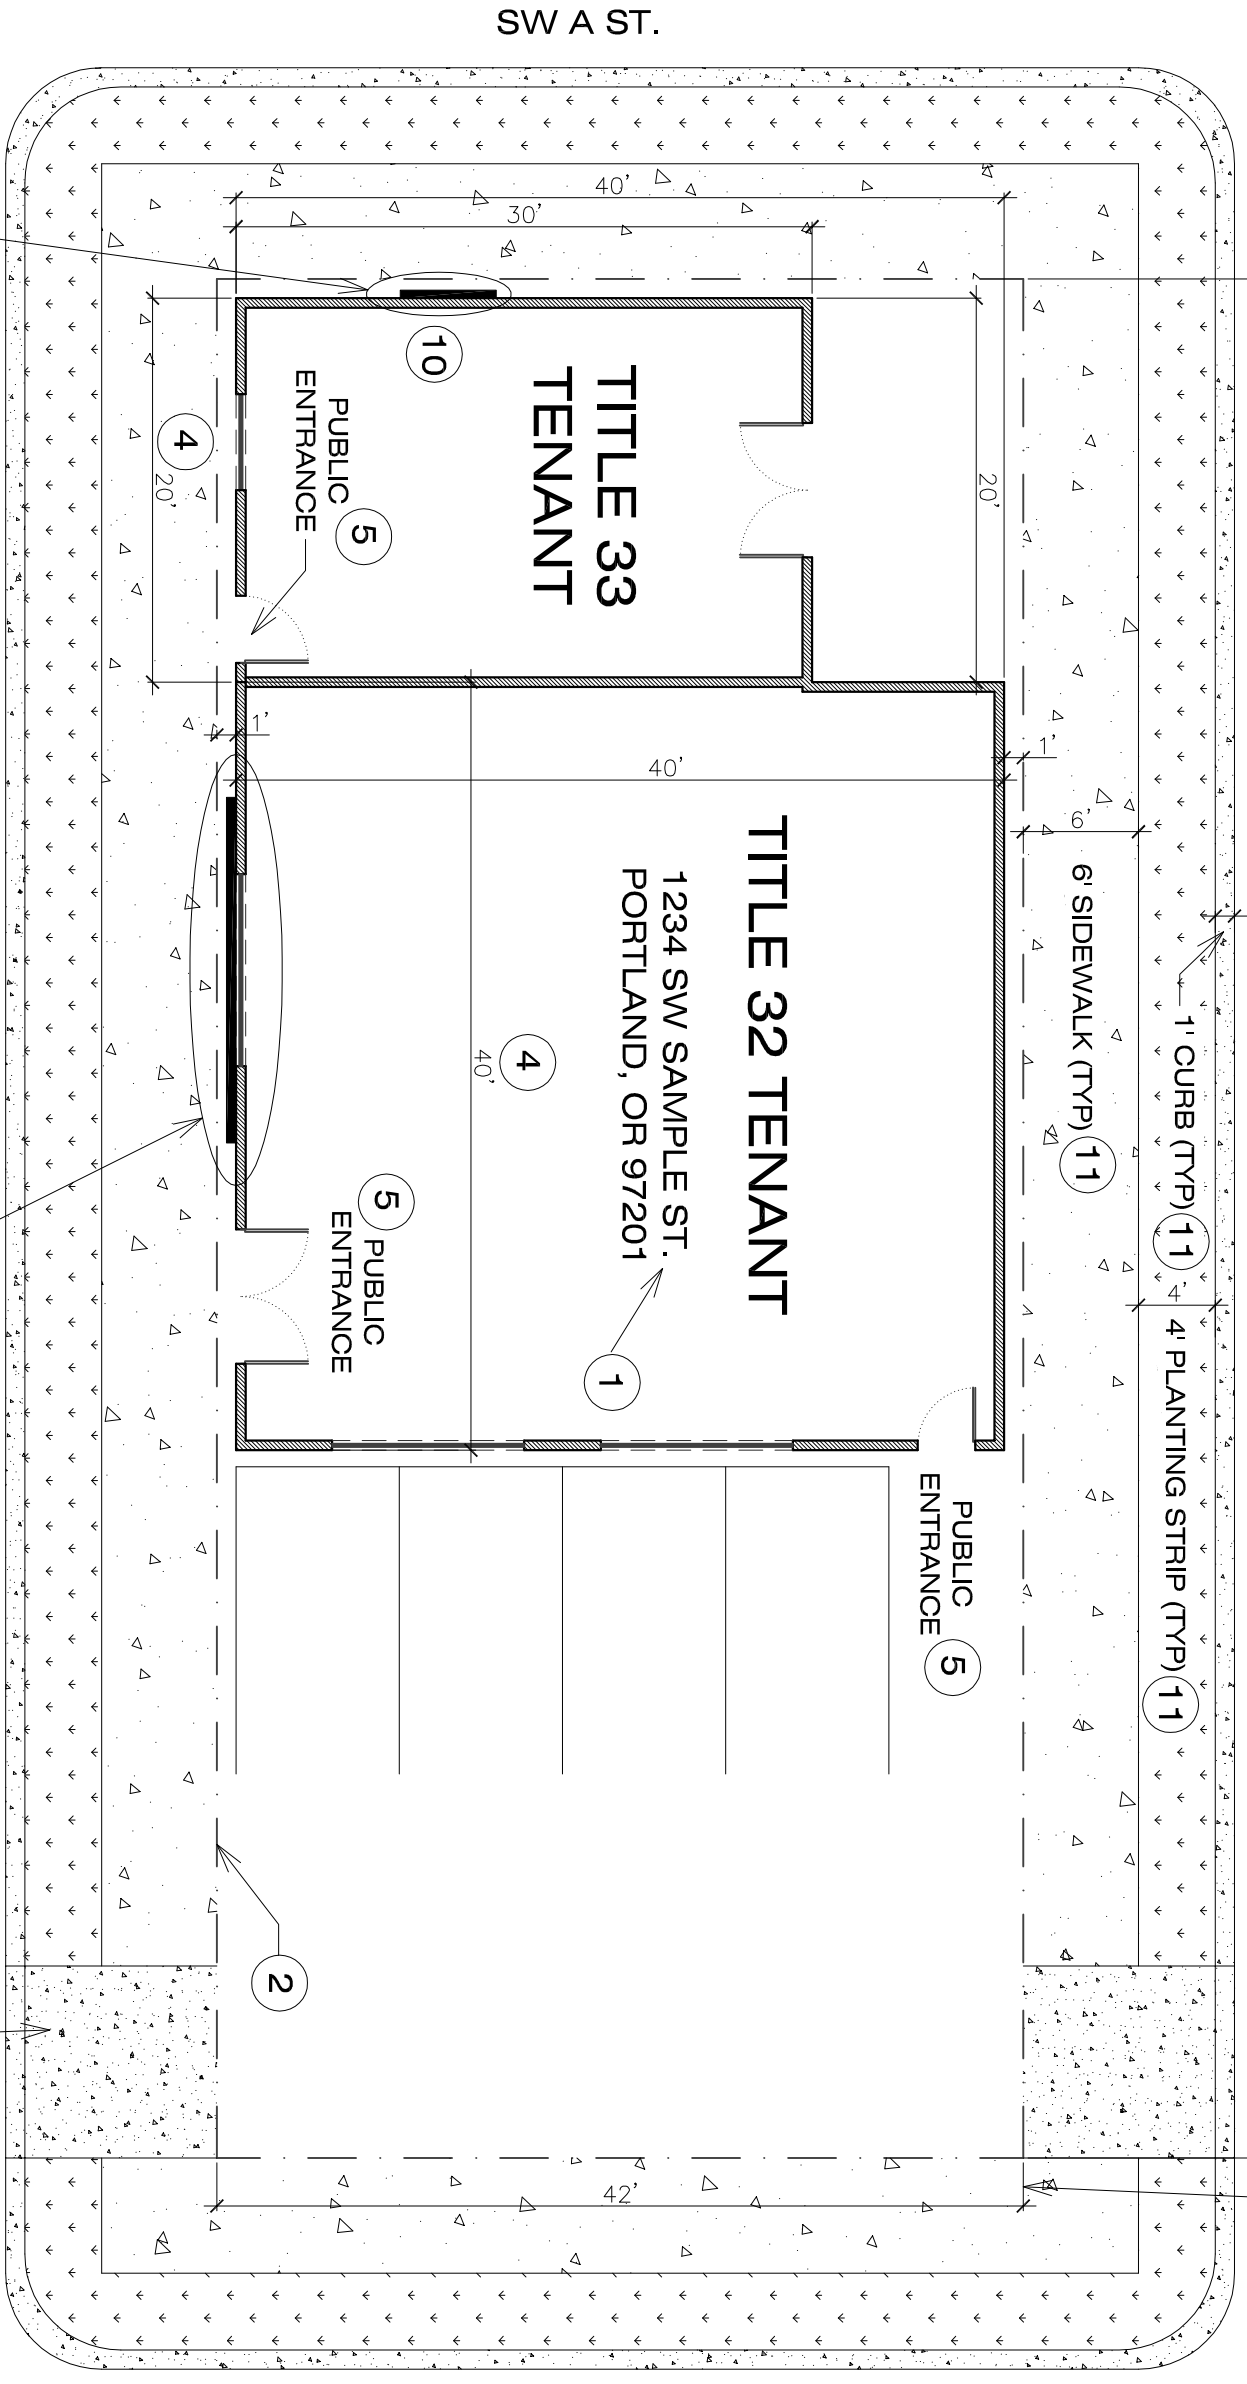 SW A ST.
40'
30'
10
TITLE 33
TENANT
PUBLIC
ENTRANCE
5
4
20'
20'
1'
40'
1'
6'
TITLE 32 TENANT
1234 SW SAMPLE ST.
PORTLAND, OR 97201
1
4
40'
6' SIDEWALK (TYP)
11
1' CURB (TYP)
11
4'
4' PLANTING STRIP (TYP)
11
5
PUBLIC
ENTRANCE
PUBLIC
ENTRANCE
5
2
42'